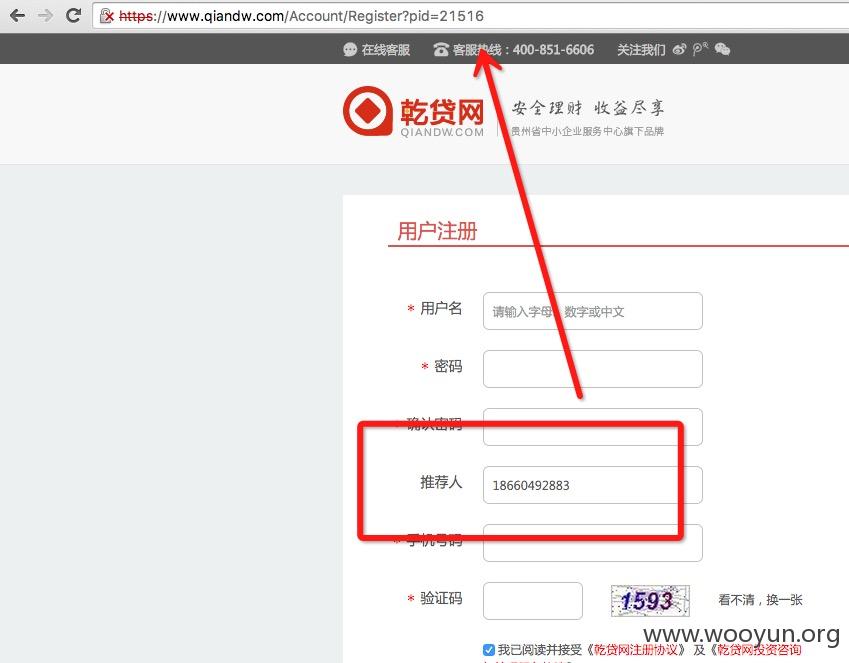 https://www.qiandw.com/Account/Register?pid=21516
在线客服 客服热线：400-851-6606 关注我们
乾贷网 安全理财 收益尽享
QIANDW.COM 贵州省中小企业服务中心旗下品牌
用户注册
* 用户名 请输入字母、数字或中文
* 密码
* 确认密码
推荐人 18660492883
* 手机号码
* 验证码 1593 看不清，换一张
www.wooyun.org
我已阅读并接受《乾贷网注册协议》及《乾贷网投资咨询